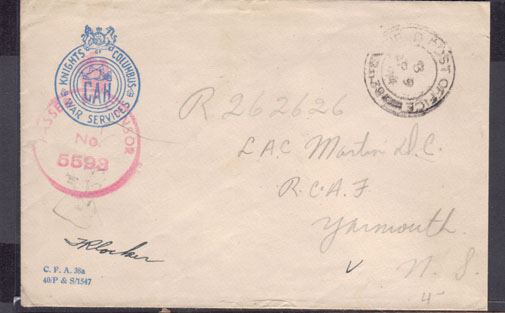 KNIGHTS OF COLUMBUS
CAH
WAR SERVICES
No.
5593
POST OFFICE
R 262626
LAC Martin D.C.
R.C.A.F
Yarmouth
N. S.
C. F. A. 36a
40/P & S/1547